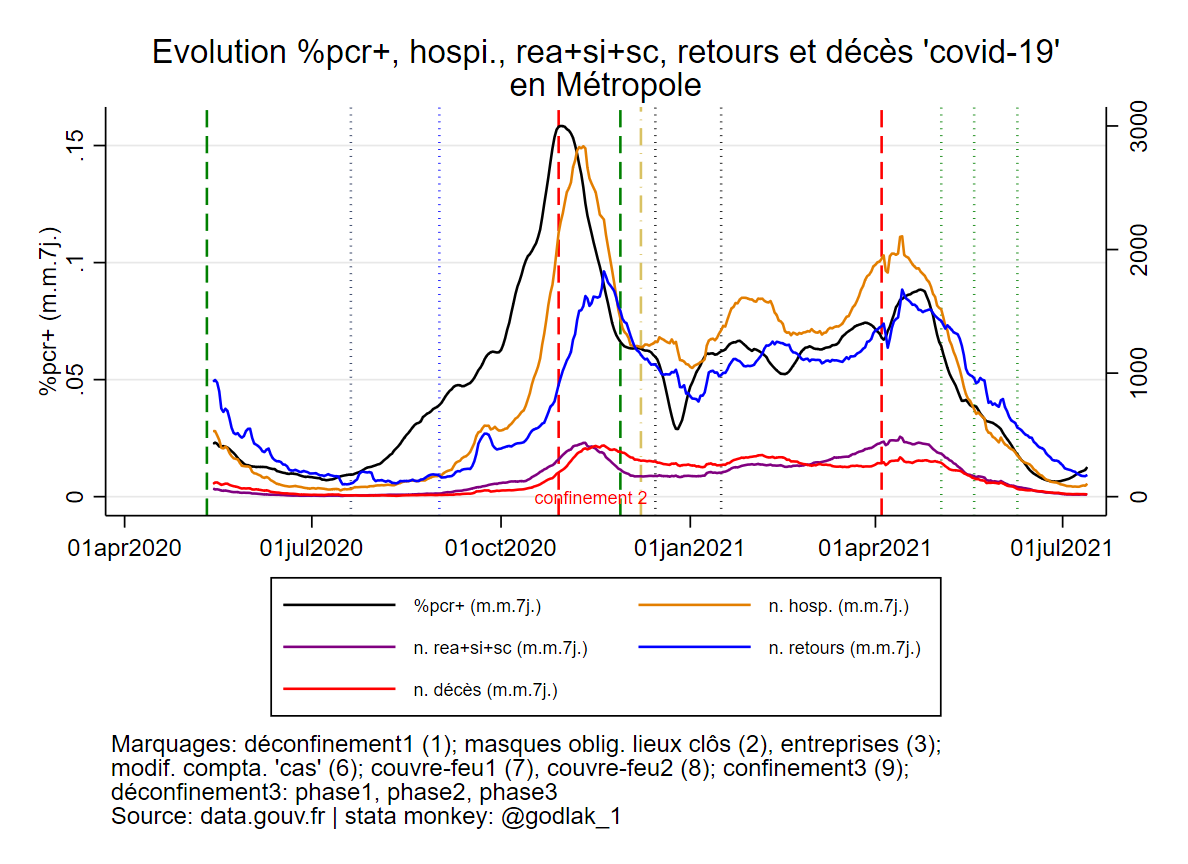 Evolution %pcr+, hospi., rea+si+sc, retours et décès 'covid-19'
en Métropole
%pcr+ (m.m.7j.)
.15
.1
.05
0
3000
2000
1000
0
confinement 2
01apr2020
01jul2020
01oct2020
01jan2021
01apr2021
01jul2021
%pcr+ (m.m.7j.)
n. hosp. (m.m.7j.)
n. rea+si+sc (m.m.7j.)
n. retours (m.m.7j.)
n. décès (m.m.7j.)
Marquages: déconfinement1 (1); masques oblig. lieux clôs (2), entreprises (3);
modif. compta. 'cas' (6); couvre-feu1 (7), couvre-feu2 (8); confinement3 (9);
déconfinement3: phase1, phase2, phase3
Source: data.gouv.fr | stata monkey: @godlak_1